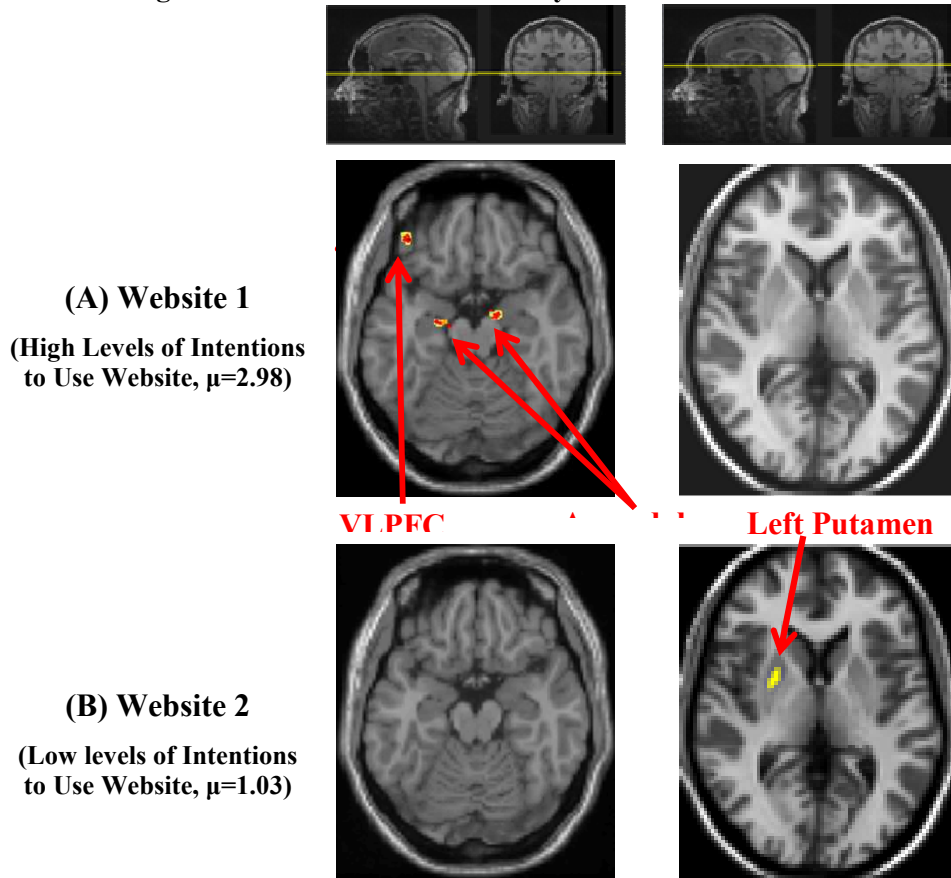 (A) Website 1
(High Levels of Intentions
to Use Website, μ=2.98)
VLPFC
Left Putamen
(B) Website 2
(Low levels of Intentions
to Use Website, μ=1.03)